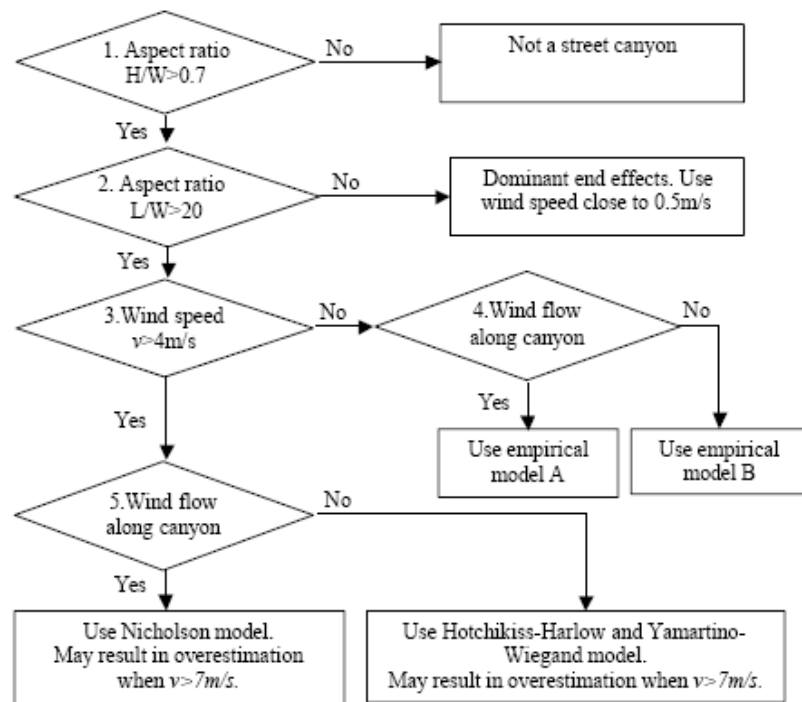 1. Aspect ratio
H/W>0.7
No
Not a street canyon
Yes
2. Aspect ratio
L/W>20
No
Dominant end effects. Use
wind speed close to 0.5m/s
Yes
3.Wind speed
v>4m/s
No
4.Wind flow
along canyon
No
Yes
Use empirical
model A
Use empirical
model B
Yes
5.Wind flow
along canyon
No
Yes
Use Nicholson model.
May result in overestimation
when v>7m/s.
Use Hotchikiss-Harlow and Yamartino-
Wiegand model.
May result in overestimation when v>7m/s.